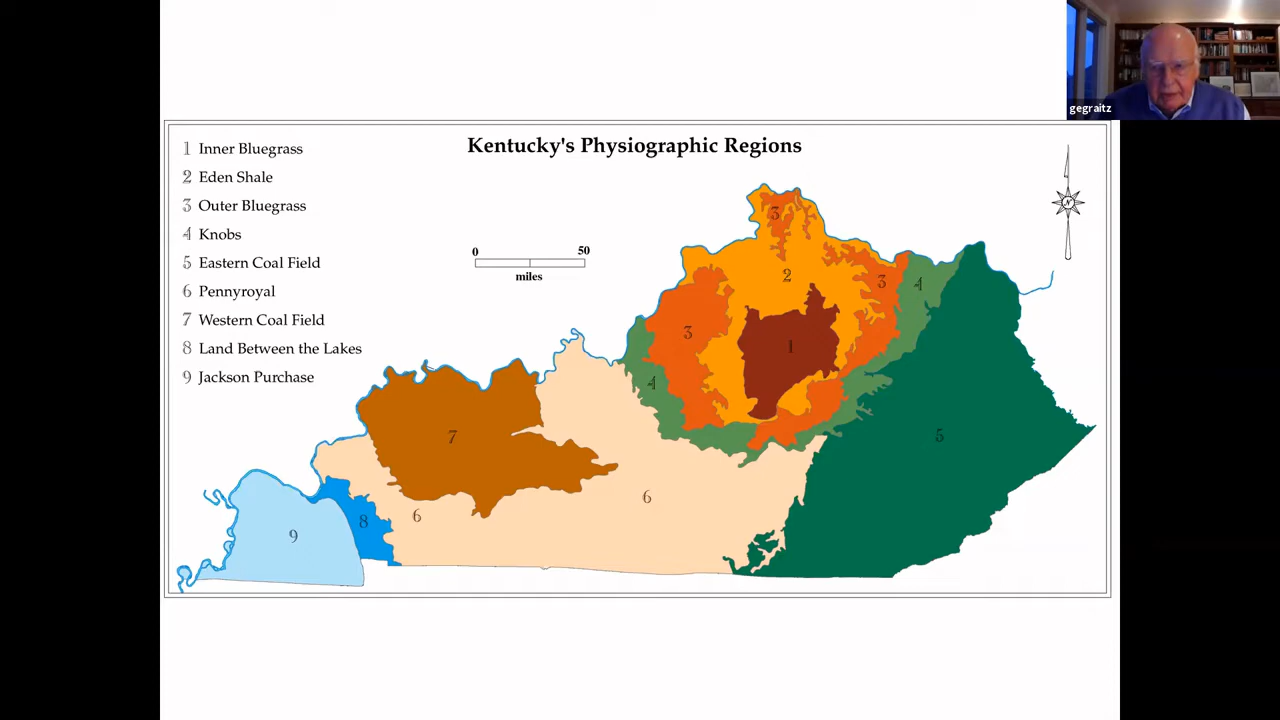 gegraitz
Kentucky's Physiographic Regions
1 Inner Bluegrass
2 Eden Shale
3 Outer Bluegrass
4 Knobs
5 Eastern Coal Field
6 Pennyroyal
7 Western Coal Field
8 Land Between the Lakes
9 Jackson Purchase
0 50
miles
N
3
2
3
4
3
1
4
5
7
6
6
8
9